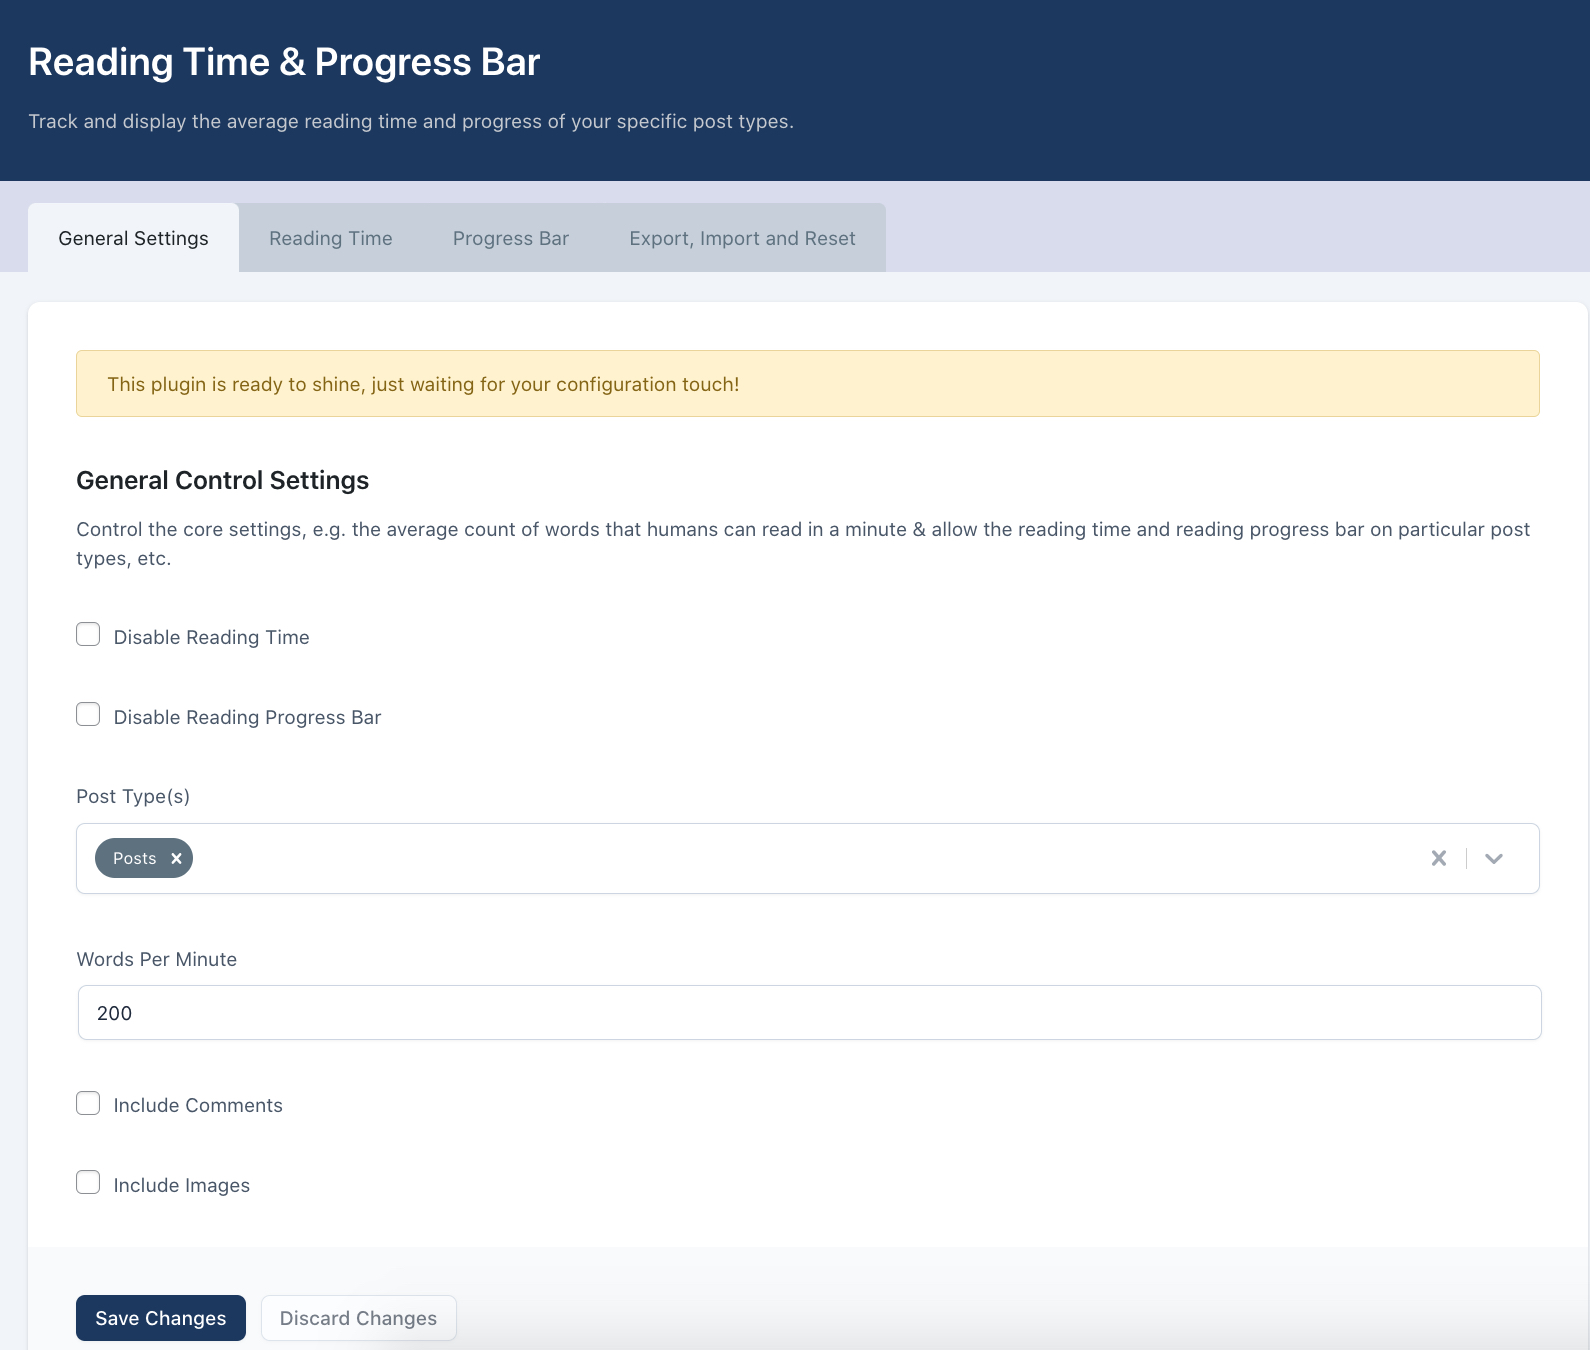 Reading Time & Progress Bar
Track and display the average reading time and progress of your specific post types.
General Settings
Reading Time
Progress Bar
Export, Import and Reset
This plugin is ready to shine, just waiting for your configuration touch!
General Control Settings
Control the core settings, e.g. the average count of words that humans can read in a minute & allow the reading time and reading progress bar on particular post
types, etc.
Disable Reading Time
Disable Reading Progress Bar
Post Type(s)
Posts
Words Per Minute
200
Include Comments
Include Images
Save Changes
Discard Changes